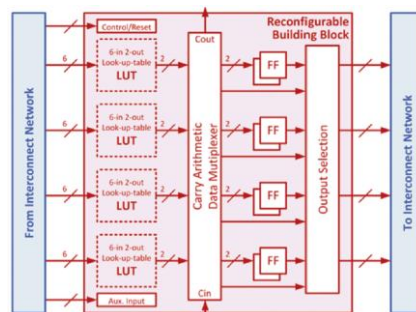 Control/Reset
Cout
Reconfigurable
Building Block
6
6-in 2-out
Look-up-table
LUT
2
2
FF
6
6-in 2-out
Look-up-table
LUT
2
2
FF
6
6-in 2-out
Look-up-table
LUT
2
2
FF
6
6-in 2-out
Look-up-table
LUT
2
2
FF
Aux. Input
Cin
From Interconnect Network
Carry Arithmetic
Data Mutiplexer
Output Selection
To Interconnect Network